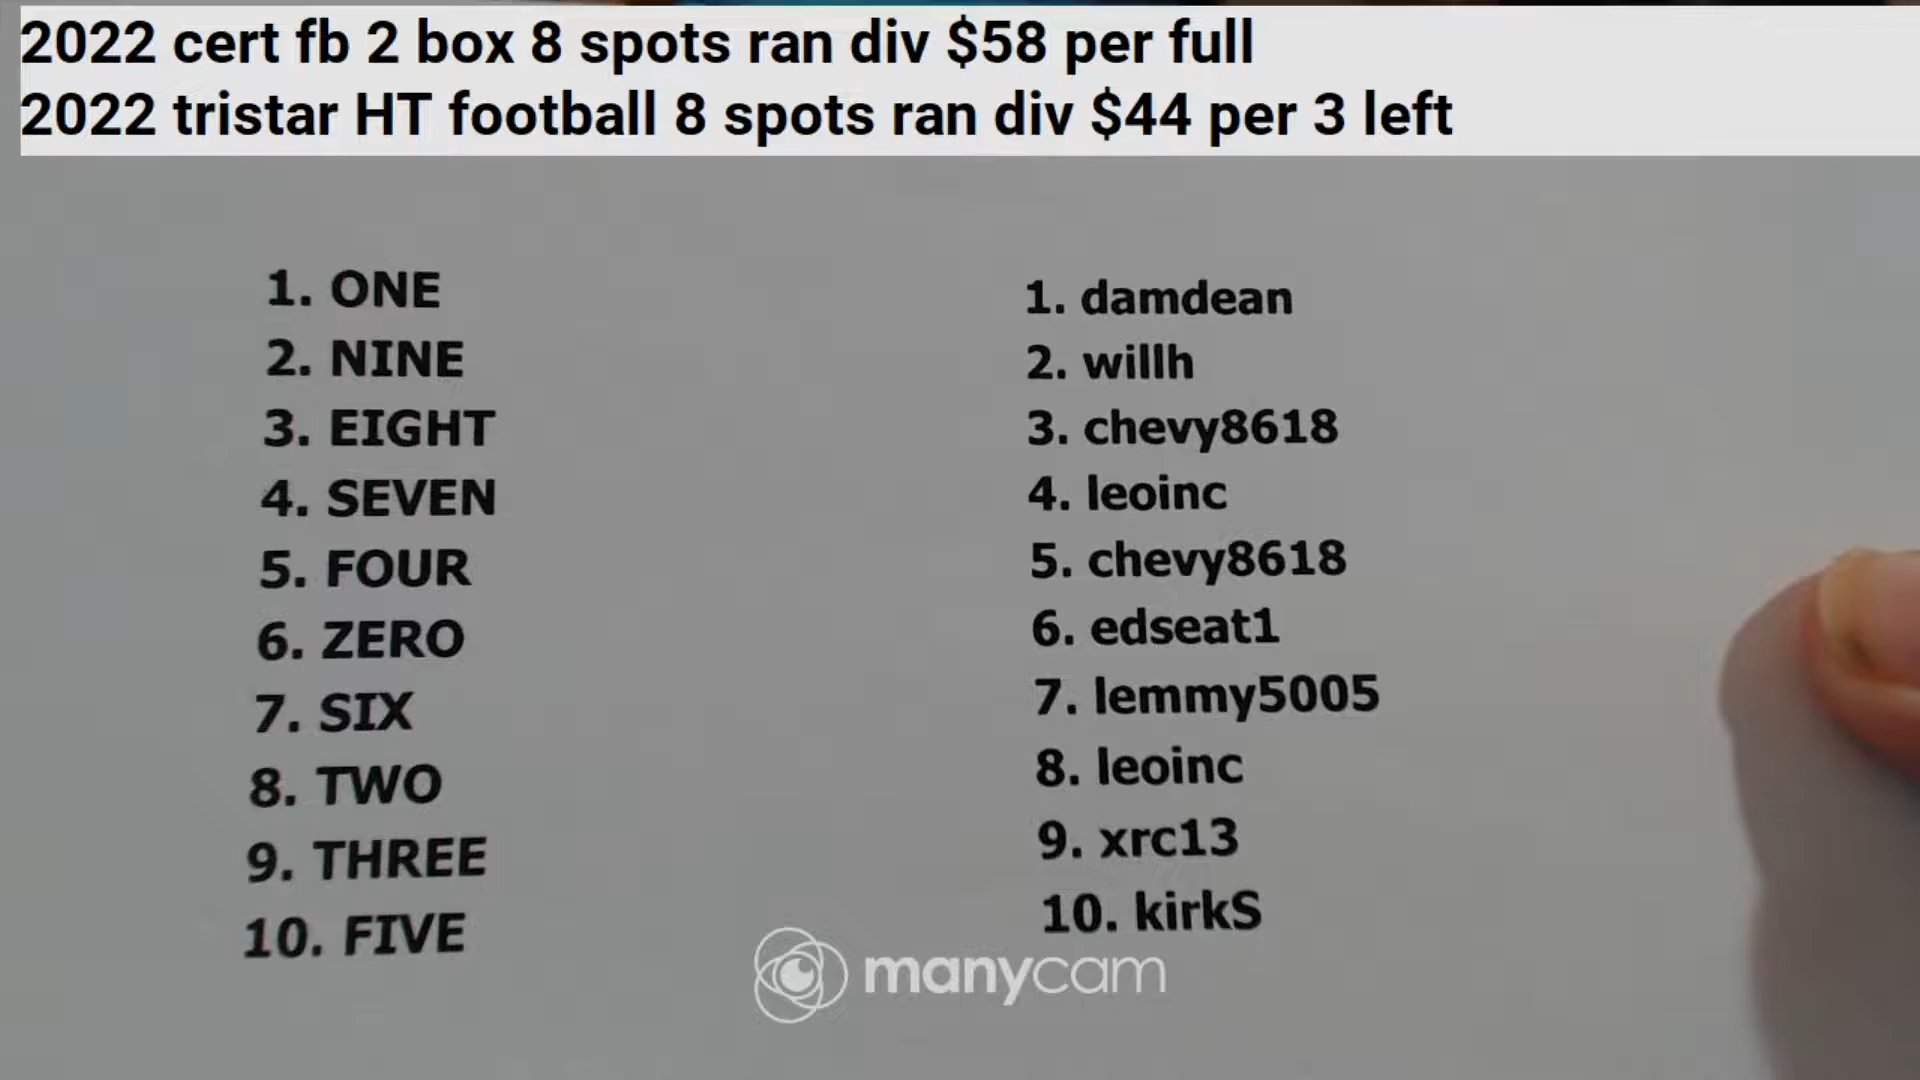 2022 cert fb 2 box 8 spots ran div $58 per full
2022 tristar HT football 8 spots ran div $44 per 3 left
1. ONE
2. NINE
3. EIGHT
4. SEVEN
5. FOUR
6. ZERO
7. SIX
8. TWO
9. THREE
10. FIVE
1. damdean
2. willh
3. chevy8618
4. leoinc
5. chevy8618
6. edseat1
7. lemmy5005
8. leoinc
9. xrc13
10. kirkS
manycam